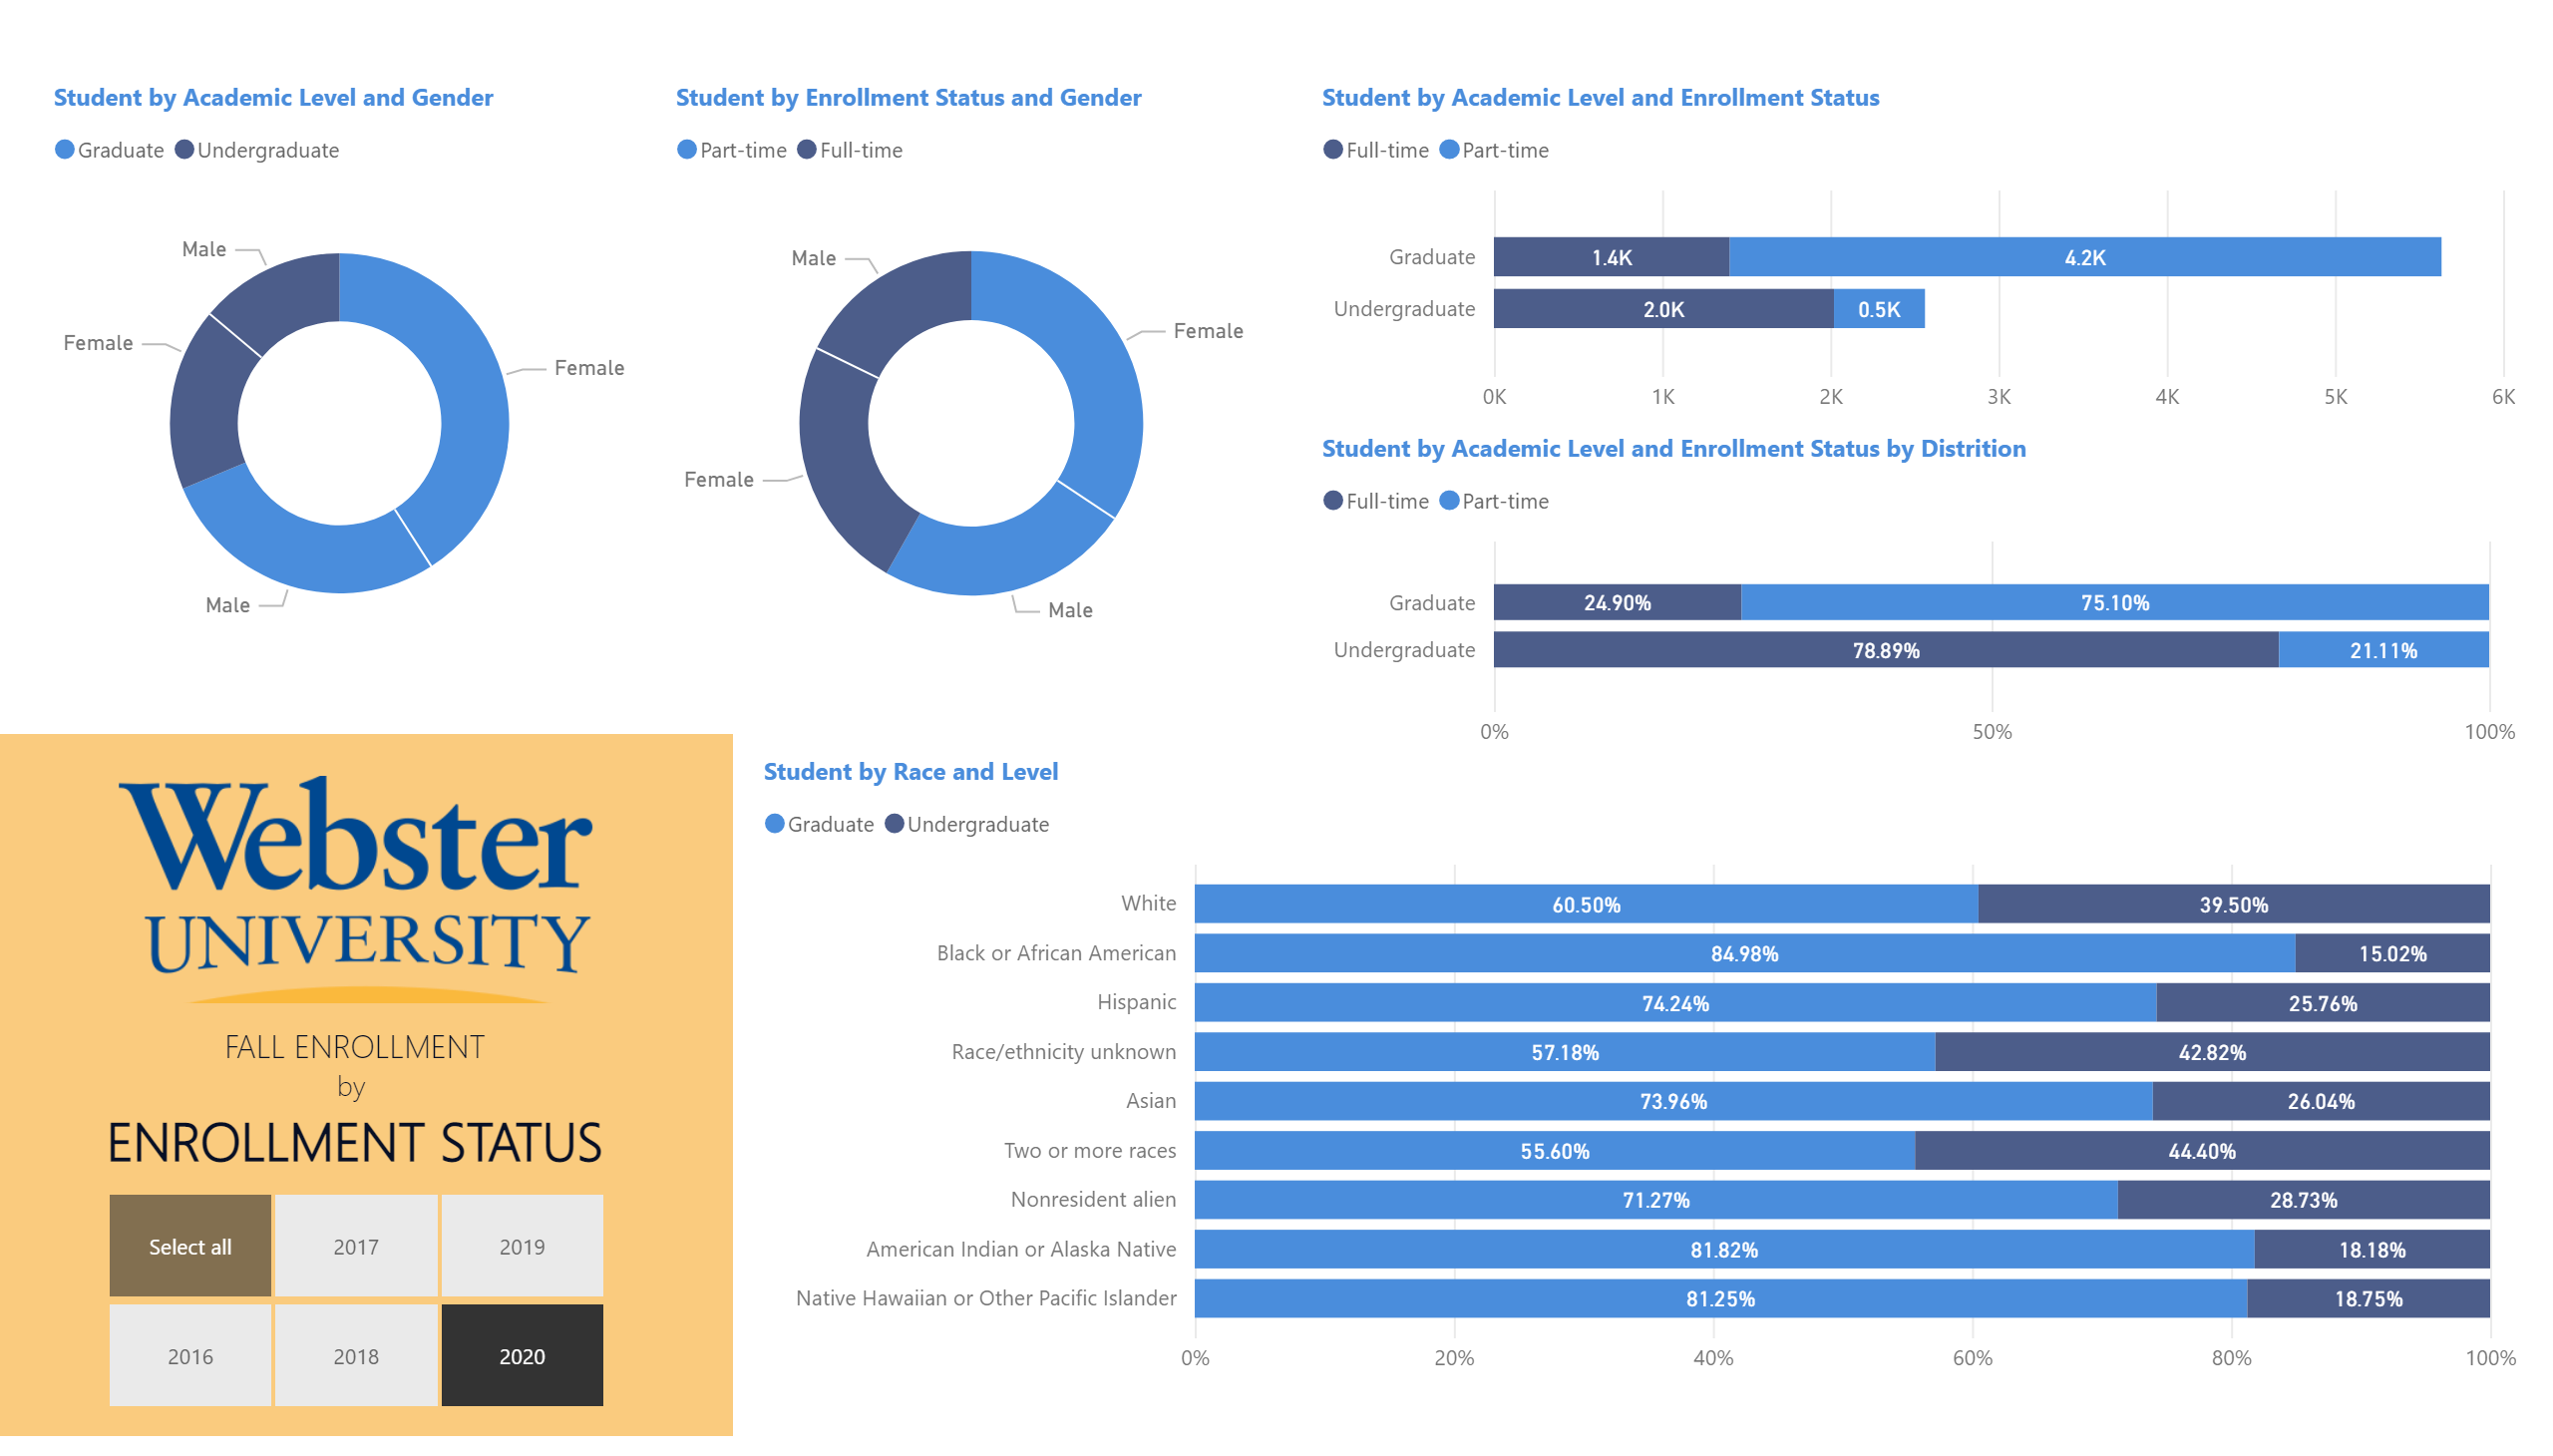 Student by Academic Level and Gender
Graduate Undergraduate
Male
Female
Female
Male
Student by Enrollment Status and Gender
Part-time Full-time
Male
Female
Female
Male
Student by Academic Level and Enrollment Status
Full-time Part-time
Graduate 1.4K 4.2K
Undergraduate 2.0K 0.5K
0K 1K 2K 3K 4K 5K 6K
Student by Academic Level and Enrollment Status by Distrition
Full-time Part-time
Graduate 24.90% 75.10%
Undergraduate 78.89% 21.11%
0% 50% 100%
Webster
UNIVERSITY
FALL ENROLLMENT
by
ENROLLMENT STATUS
Select all 2017 2019
2016 2018 2020
Student by Race and Level
Graduate Undergraduate
White 60.50% 39.50%
Black or African American 84.98% 15.02%
Hispanic 74.24% 25.76%
Race/ethnicity unknown 57.18% 42.82%
Asian 73.96% 26.04%
Two or more races 55.60% 44.40%
Nonresident alien 71.27% 28.73%
American Indian or Alaska Native 81.82% 18.18%
Native Hawaiian or Other Pacific Islander 81.25% 18.75%
0% 20% 40% 60% 80% 100%